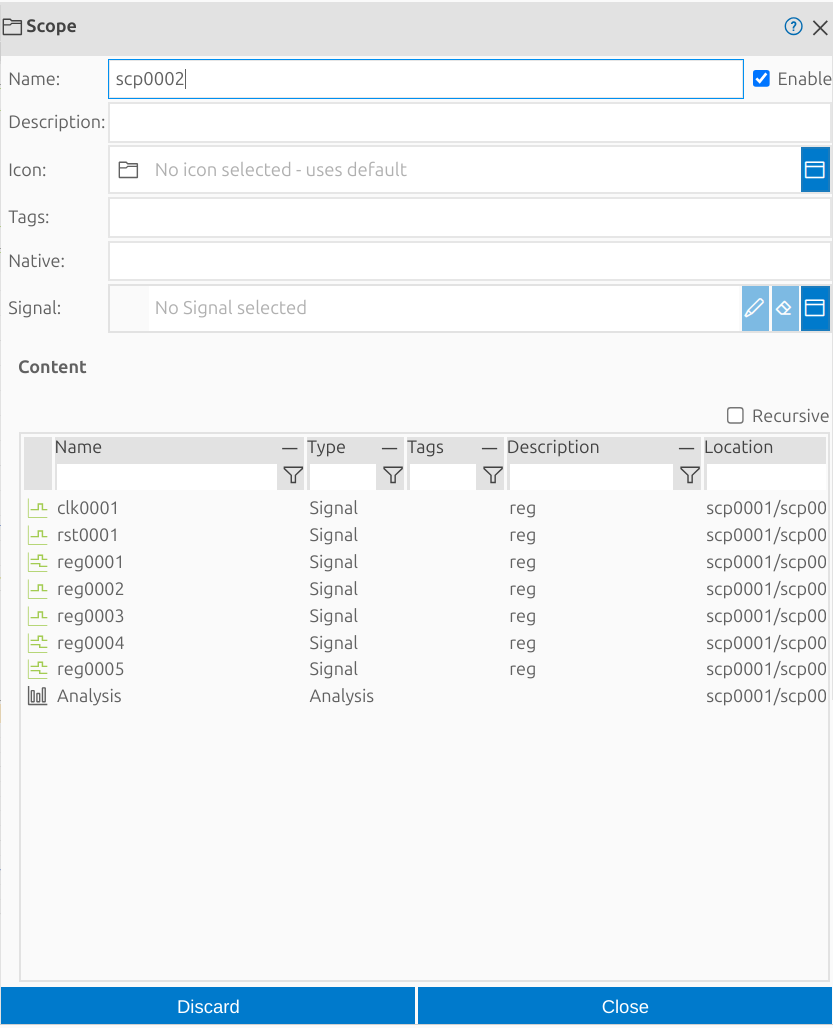 Scope
Name: scp0002 Enable
Description:
Icon: No icon selected - uses default
Tags:
Native:
Signal: No Signal selected
Content
Recursive
Name Type Tags Description Location
clk0001 Signal reg scp0001/scp00
rst0001 Signal reg scp0001/scp00
reg0001 Signal reg scp0001/scp00
reg0002 Signal reg scp0001/scp00
reg0003 Signal reg scp0001/scp00
reg0004 Signal reg scp0001/scp00
reg0005 Signal reg scp0001/scp00
Analysis Analysis scp0001/scp00
Discard Close